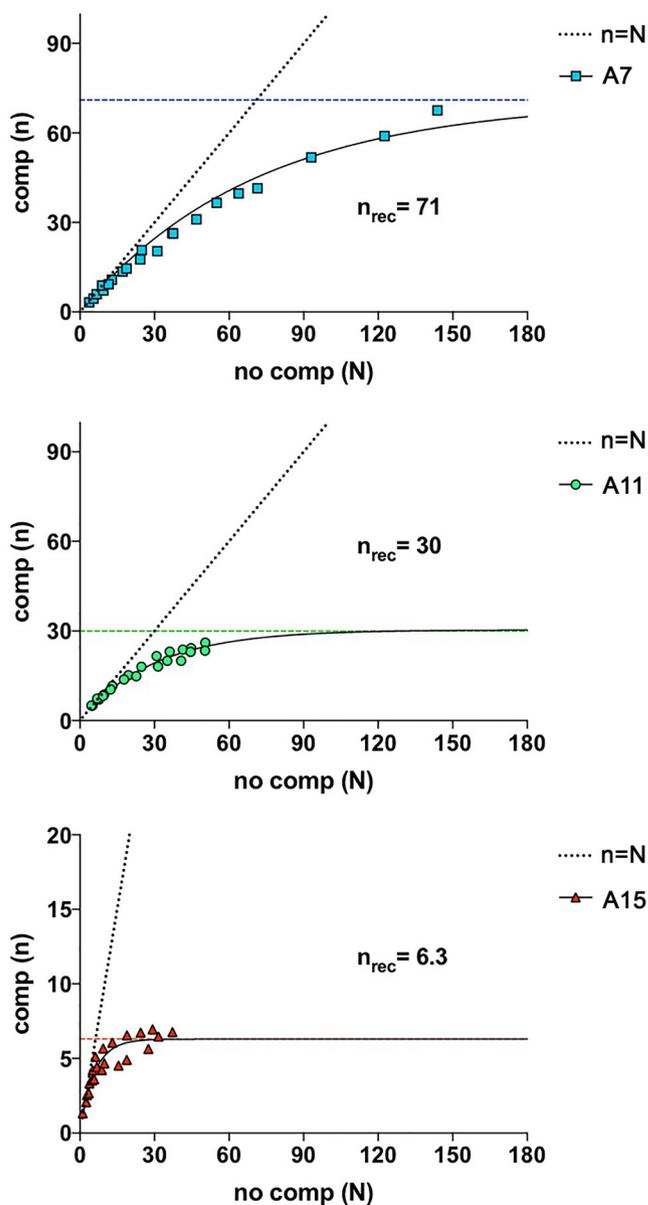 90
60
30
0
comp (n)
n=N
A7
nrec= 71
0 30 60 90 120 150 180
no comp (N)
90
60
30
0
comp (n)
n=N
A11
nrec= 30
0 30 60 90 120 150 180
no comp (N)
20
15
10
5
0
comp (n)
n=N
A15
nrec= 6.3
0 30 60 90 120 150 180
no comp (N)